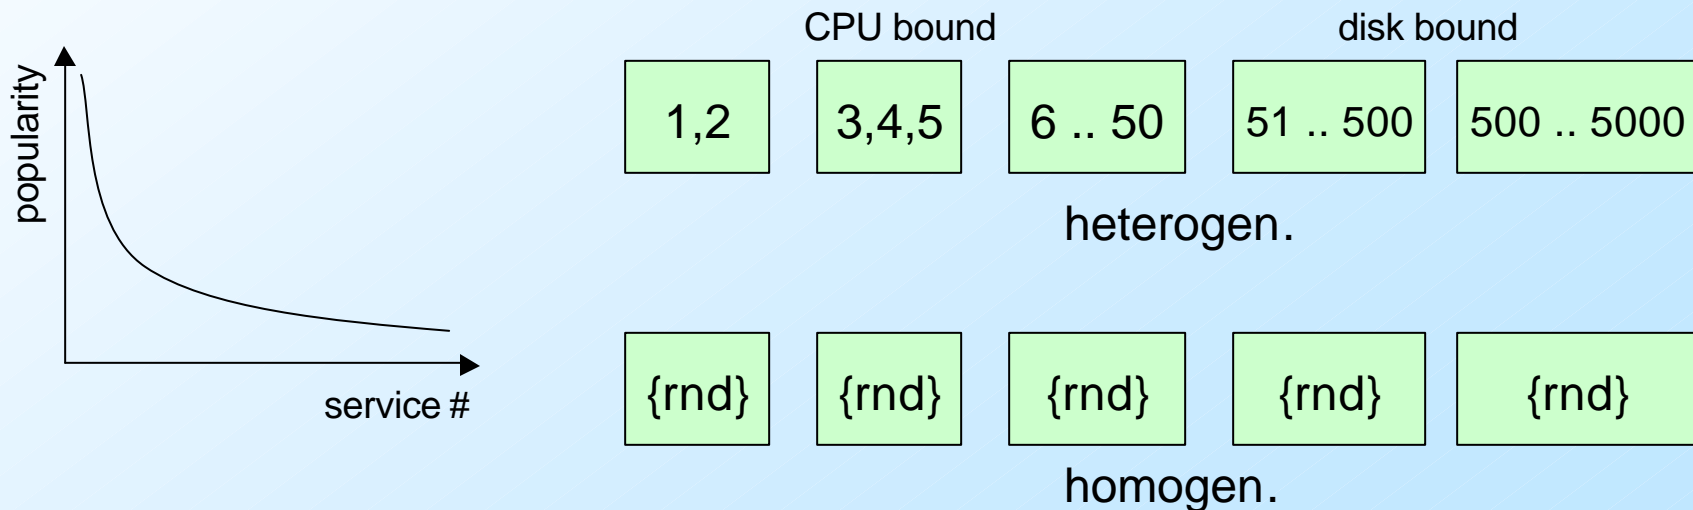 popularity
service #
CPU bound
disk bound
1,2
3,4,5
6 .. 50
51 .. 500
500 .. 5000
heterogen.
{rnd}
{rnd}
{rnd}
{rnd}
{rnd}
homogen.